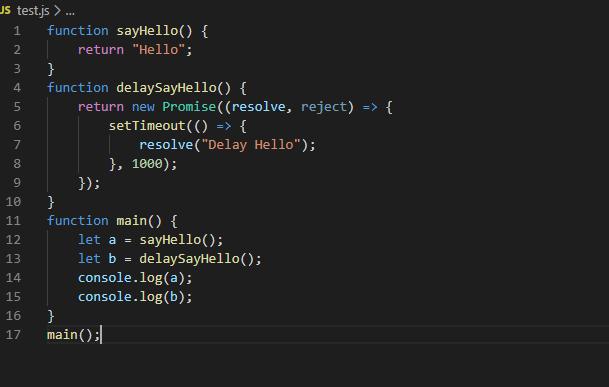 JS test.js > ...
1 function sayHello() {
2     return "Hello";
3 }
4 function delaySayHello() {
5     return new Promise((resolve, reject) => {
6         setTimeout(() => {
7             resolve("Delay Hello");
8         }, 1000);
9     });
10 }
11 function main() {
12     let a = sayHello();
13     let b = delaySayHello();
14     console.log(a);
15     console.log(b);
16 }
17 main();